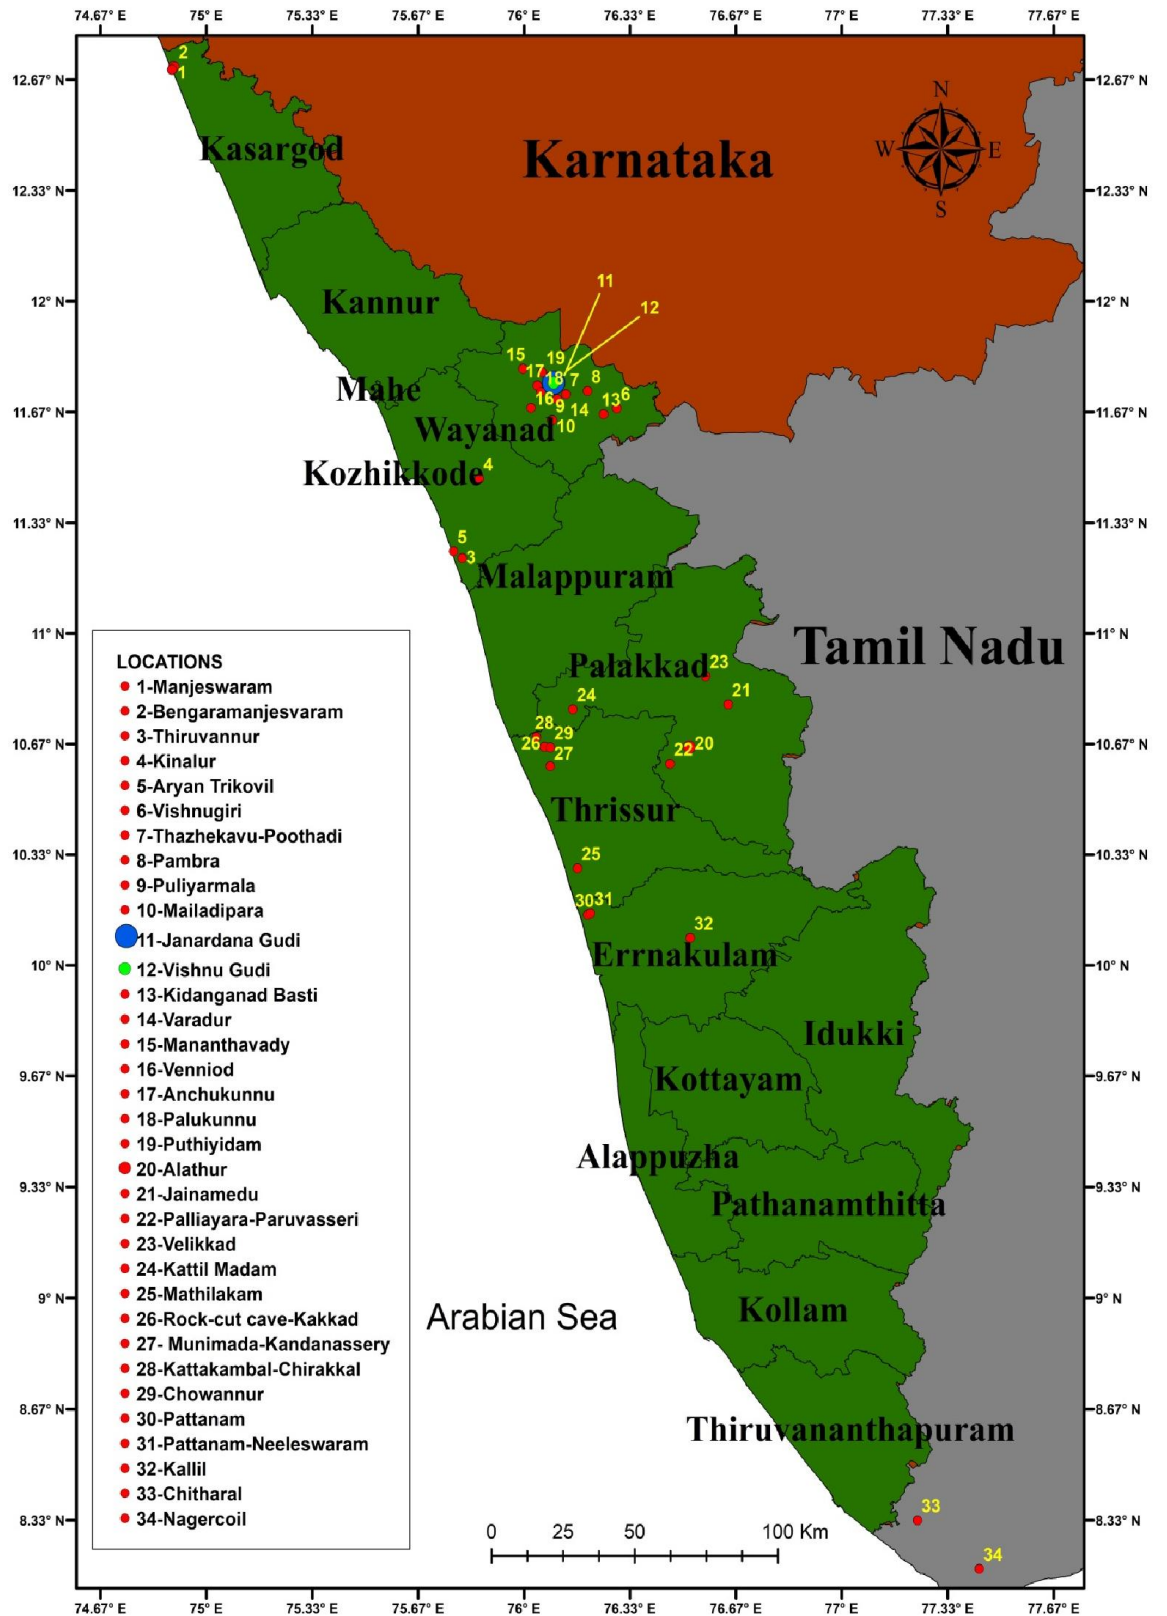 74.67° E 75° E 75.33° E 75.67° E 76° E 76.33° E 76.67° E 77° E 77.33° E 77.67° E
2
12.67° N 1 12.67° N
N
W E
S
Kasargod
Karnataka
12.33° N 12.33° N
11
12° N Kannur 12 12° N
15 19
17 18 7 8
Mahe 16 9 14 13 6
11.67° N 11.67° N
10
Wayanad
Kozhikkode 4
11.33° N 11.33° N
5
3
Malappuram
11° N 11° N
Tamil Nadu
Palakkad 23
21
24
28
29
26
27
10.67° N 22 20 10.67° N
Thrissur
10.33° N 25 10.33° N
30 31
32
Errnakulam
10° N 10° N
Idukki
9.67° N Kottayam 9.67° N
Alappuzha
9.33° N 9.33° N
Pathanamthitta
9° N 9° N
Kollam
Arabian Sea
8.67° N 8.67° N
Thiruvananthapuram
8.33° N 33 8.33° N
34
LOCATIONS
1-Manjeswaram
2-Bengaramanjesvaram
3-Thiruvannur
4-Kinalur
5-Aryan Trikovil
6-Vishnugiri
7-Thazhekavu-Poothadi
8-Pambra
9-Puliyarmala
10-Mailadipara
11-Janardana Gudi
12-Vishnu Gudi
13-Kidanganad Basti
14-Varadur
15-Mananthavady
16-Venniod
17-Anchukunnu
18-Palukunnu
19-Puthiyidam
20-Alathur
21-Jainamedu
22-Palliayara-Paruvasseri
23-Velikkad
24-Kattil Madam
25-Mathilakam
26-Rock-cut cave-Kakkad
27- Munimada-Kandanassery
28-Kattakambal-Chirakkal
29-Chowannur
30-Pattanam
31-Pattanam-Neeleswaram
32-Kallil
33-Chitharal
34-Nagercoil
0 25 50 100 Km
74.67° E 75° E 75.33° E 75.67° E 76° E 76.33° E 76.67° E 77° E 77.33° E 77.67° E